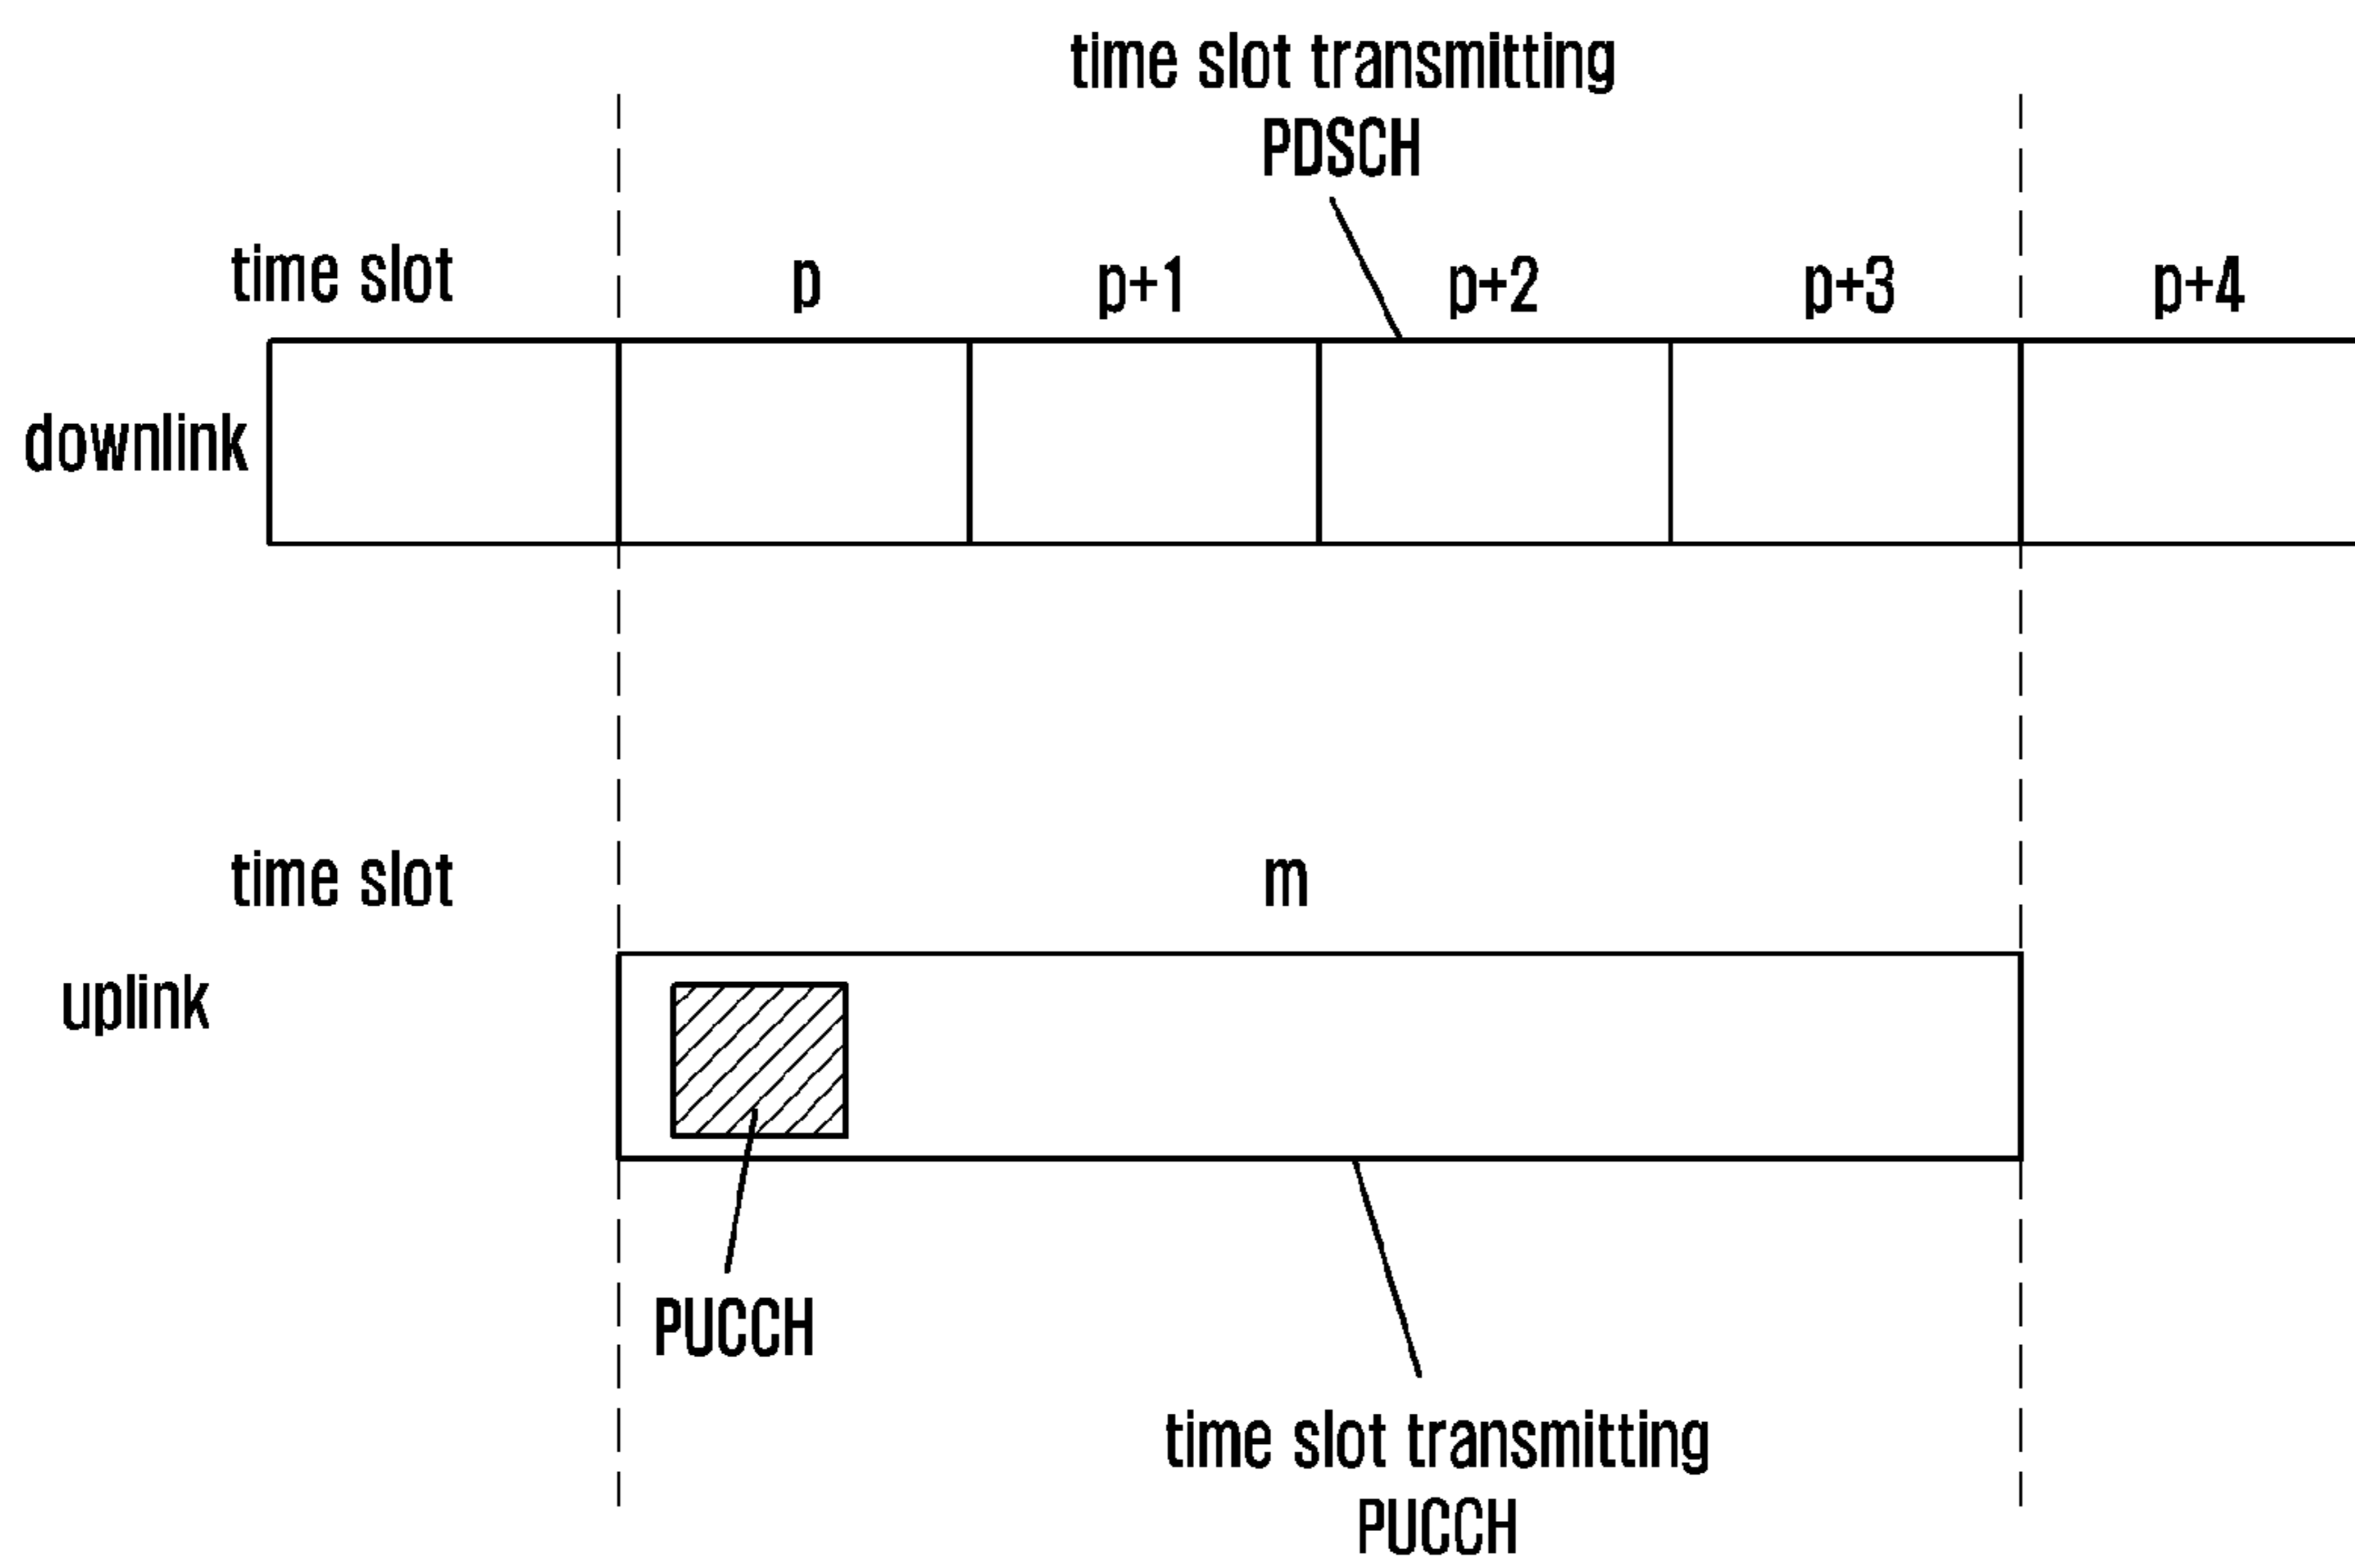 time slot transmitting
PDSCH
time slot p p+1 p+2 p+3 p+4
downlink
time slot m
uplink
PUCCH
time slot transmitting
PUCCH